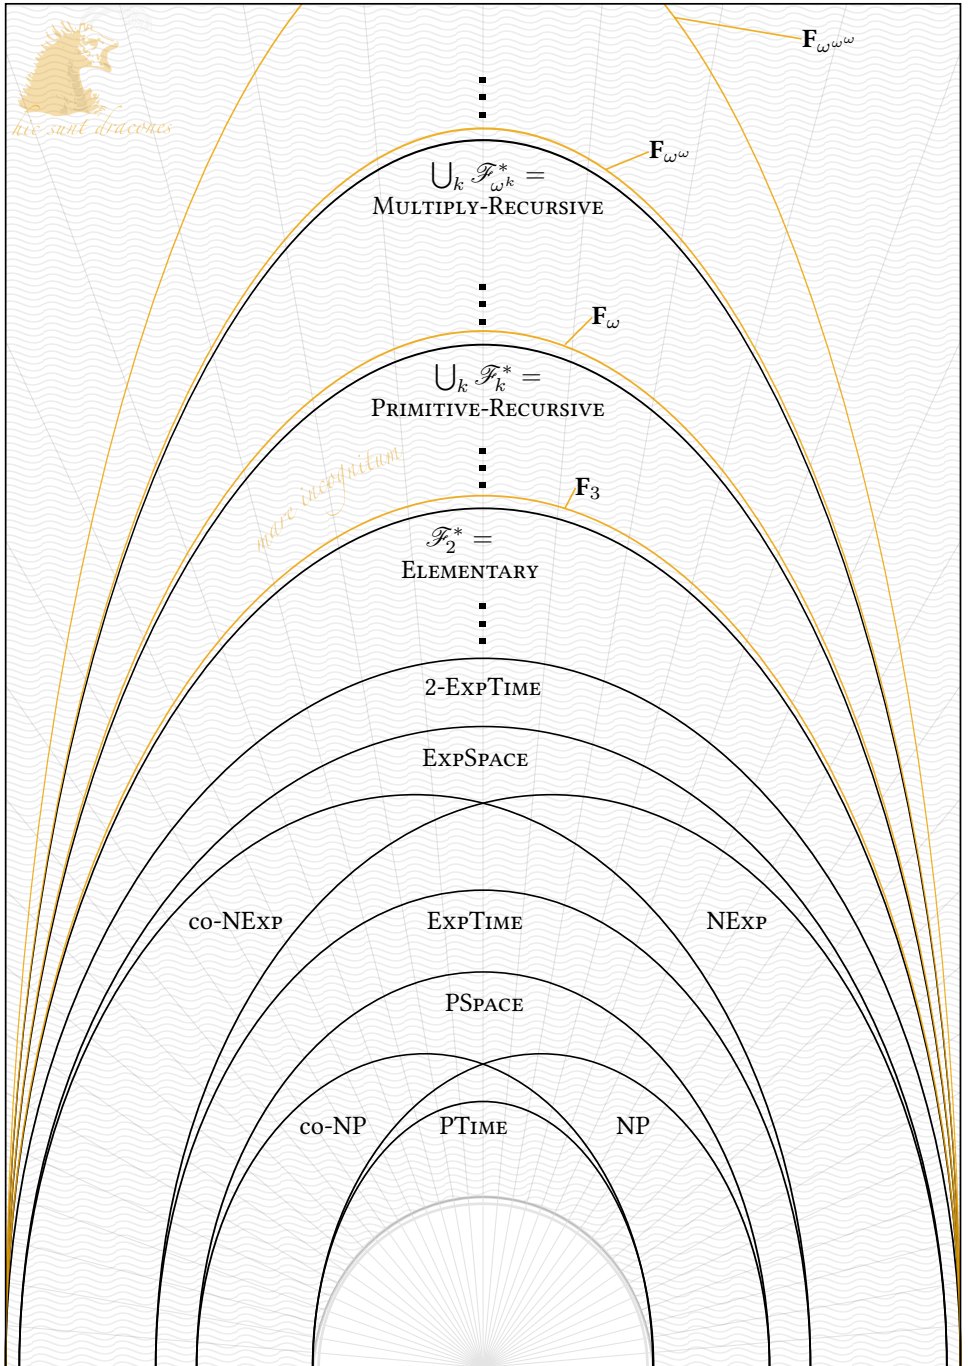 𝐅_{ω^{ω^ω}}
hic sunt dracones
𝐅_{ω^ω}
⋃_k ℱ*_{ω^k} =
Multiply-Recursive
𝐅_ω
⋃_k ℱ*_k =
Primitive-Recursive
mare incognitum
𝐅_3
ℱ*_2 =
Elementary
2-ExpTime
ExpSpace
co-NExp ExpTime NExp
PSpace
co-NP PTime NP